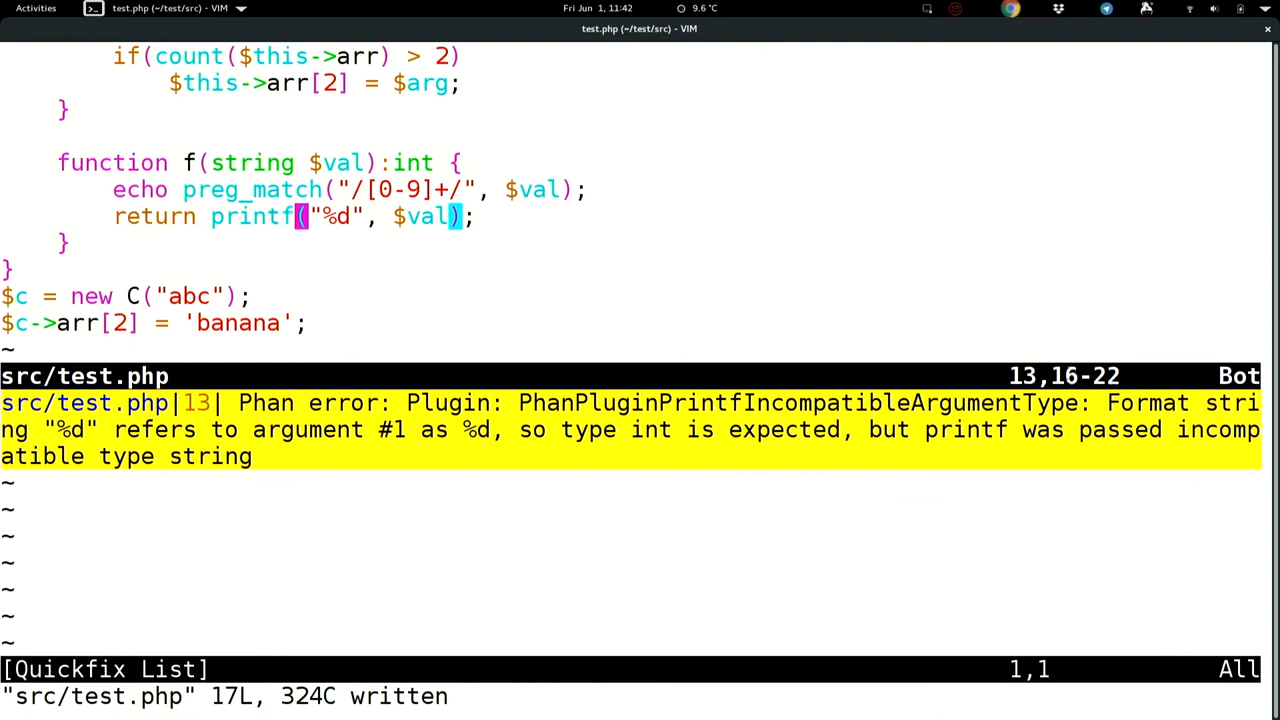 Activities test.php (~/test/src) - VIM Fri Jun 1, 11:42 9.6 °C
test.php (~/test/src) - VIM ×
if(count($this->arr) > 2)
$this->arr[2] = $arg;
}
function f(string $val):int {
echo preg_match("/[0-9]+/", $val);
return printf("%d", $val);
}
}
$c = new C("abc");
$c->arr[2] = 'banana';
~
src/test.php 13,16-22 Bot
src/test.php|13| Phan error: Plugin: PhanPluginPrintfIncompatibleArgumentType: Format stri
ng "%d" refers to argument #1 as %d, so type int is expected, but printf was passed incomp
atible type string
~
~
~
~
~
~
~
[Quickfix List] 1,1 All
"src/test.php" 17L, 324C written